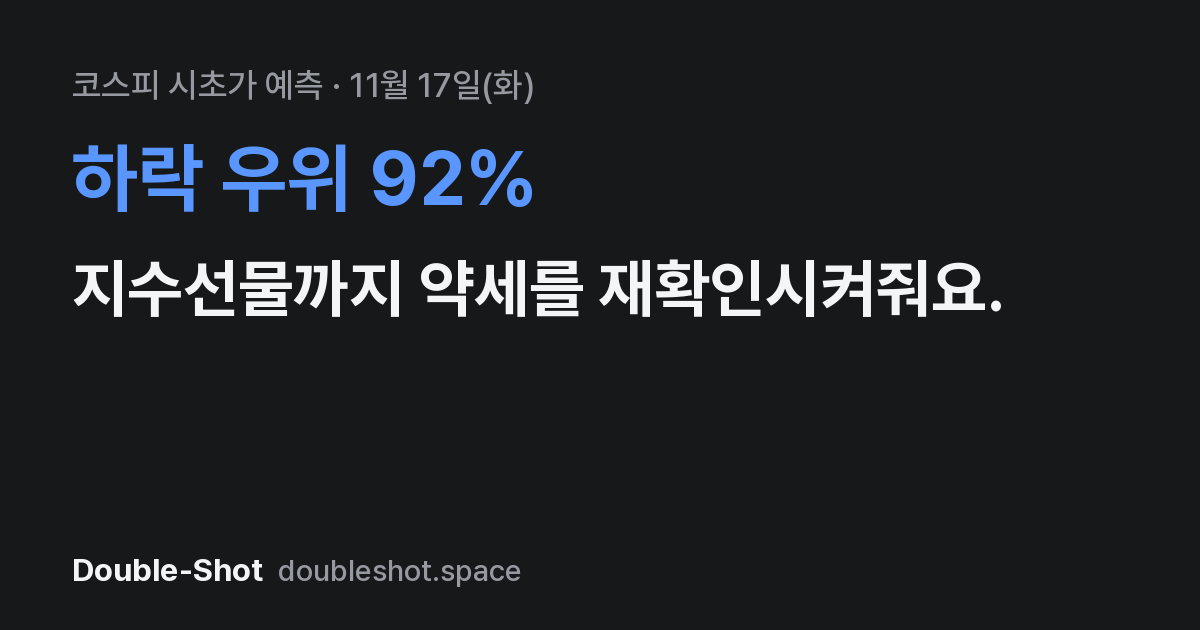 코스피 시초가 예측 · 11월 17일(화)
하락 우위 92%
지수선물까지 약세를 재확인시켜줘요.
Double-Shot doubleshot.space